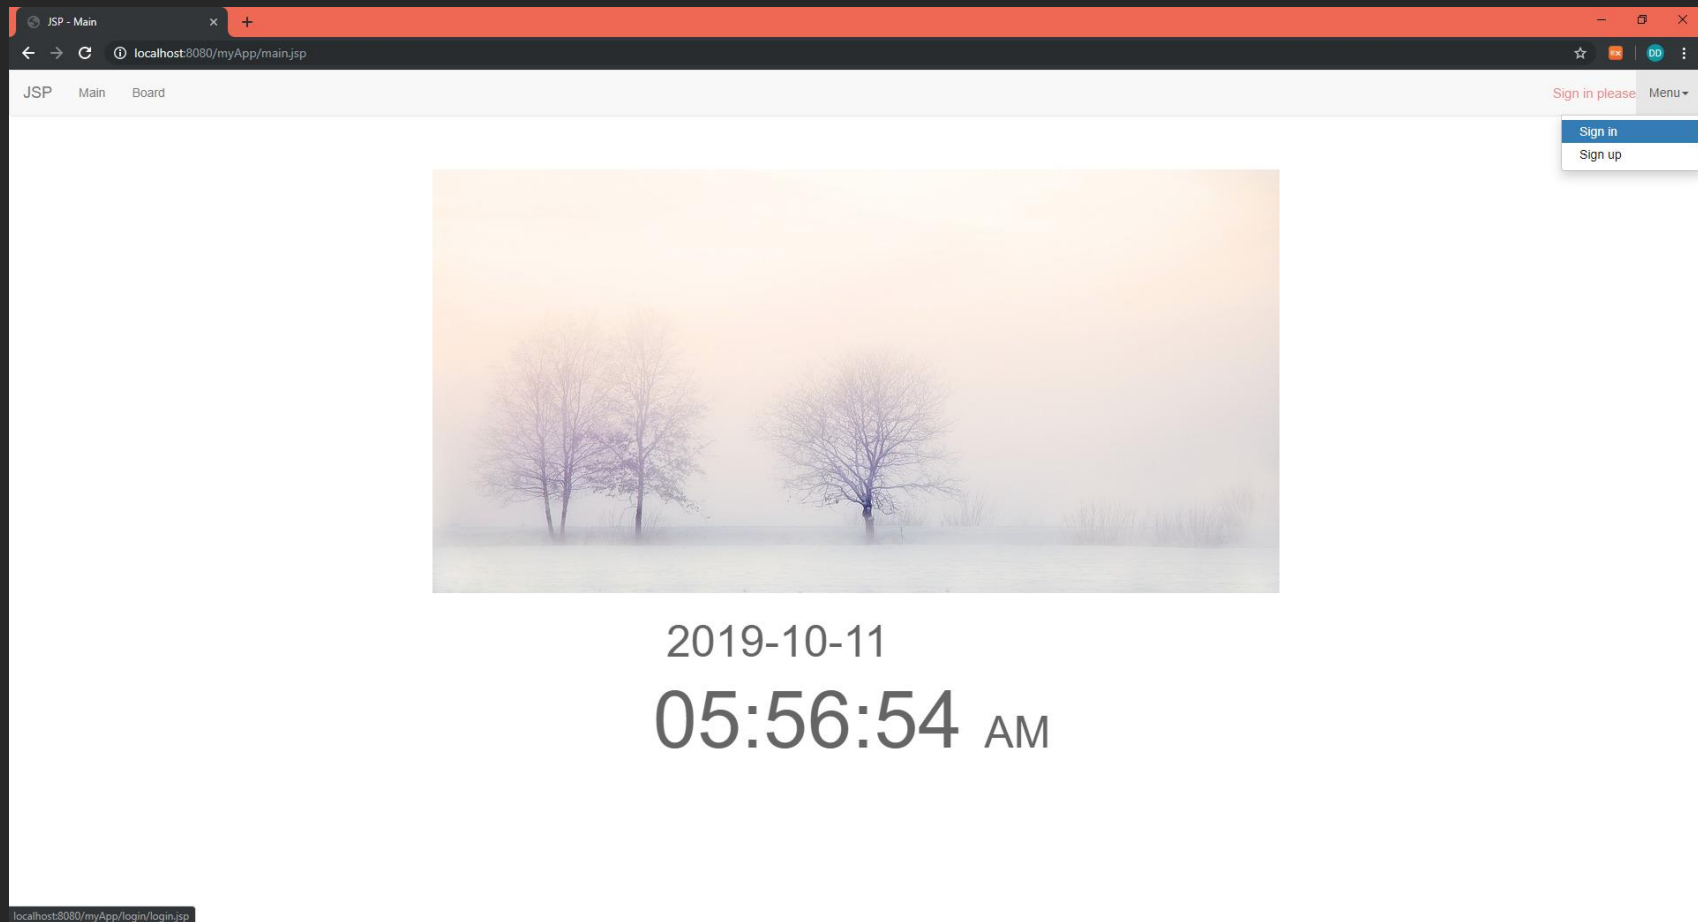 JSP - Main
localhost:8080/myApp/main.jsp
DD
JSP Main Board Sign in please Menu
Sign in
Sign up
2019-10-11
05:56:54 AM
localhost:8080/myApp/login/login.jsp